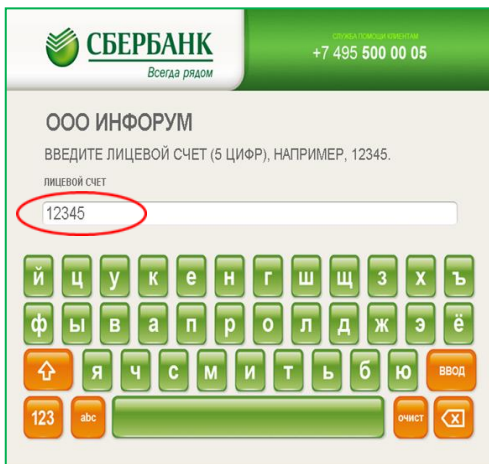 СБЕРБАНК
Всегда рядом
СЛУЖБА ПОМОЩИ КЛИЕНТАМ
+7 495 500 00 05
ООО ИНФОРУМ
ВВЕДИТЕ ЛИЦЕВОЙ СЧЕТ (5 ЦИФР), НАПРИМЕР, 12345.
ЛИЦЕВОЙ СЧЕТ
12345
й ц у к е н г ш щ з х ъ
ф ы в а п р о л д ж э ё
я ч с м и т ь б ю ВВОД
123 abc очист